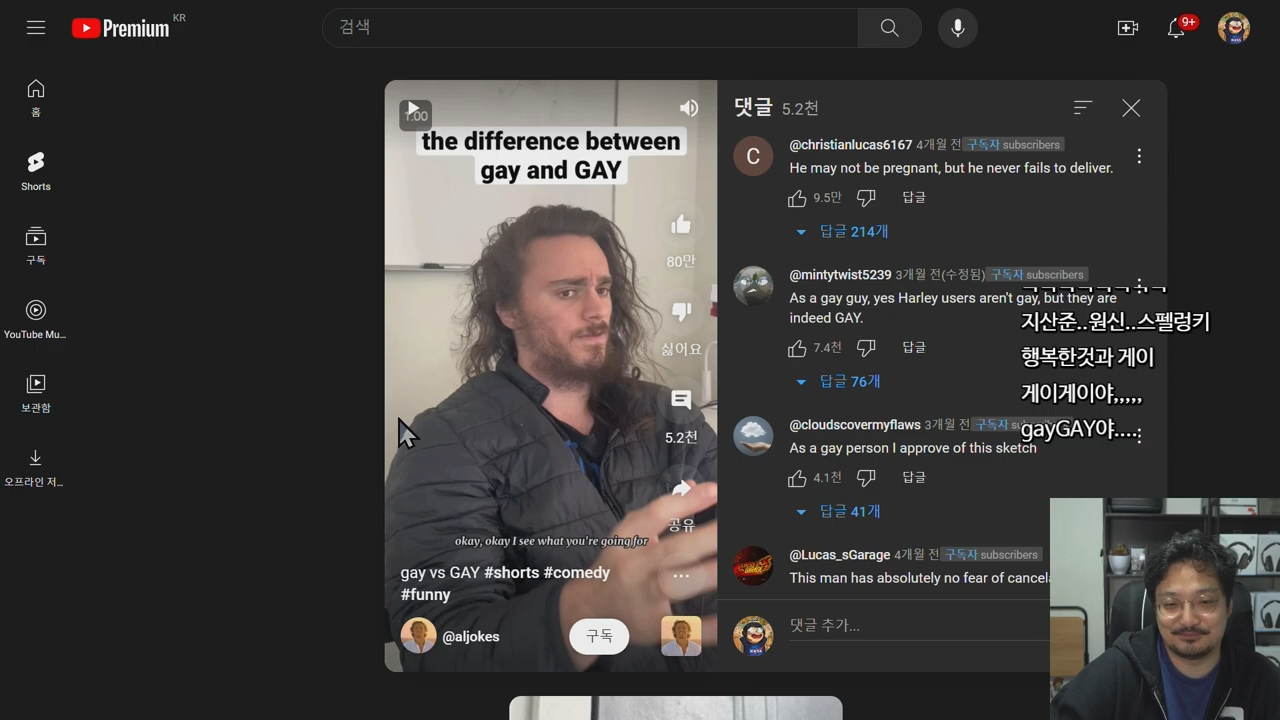 Premium KR
검색
9+
홈
Shorts
구독
YouTube Mu...
보관함
오프라인 저...
1.00
the difference between
gay and GAY
80만
싫어요
5.2천
공유
okay, okay I see what you're going for
gay vs GAY #shorts #comedy
#funny
@aljokes
구독
댓글 5.2천
C
@christianlucas6167 4개월 전 구독자 subscribers
He may not be pregnant, but he never fails to deliver.
9.5만 답글
답글 214개
@mintytwist5239 3개월 전(수정됨) 구독자 subscribers
As a gay guy, yes Harley users aren't gay, but they are
indeed GAY.
7.4천 답글
답글 76개
@cloudscovermyflaws 3개월 전 구독자
As a gay person I approve of this sketch
4.1천 답글
답글 41개
@Lucas_sGarage 4개월 전 구독자 subscribers
This man has absolutely no fear of
댓글 추가...
지산준..원신..스펠렁키
행복한것과 게이
게이게이야,,,,,
gayGAY야....